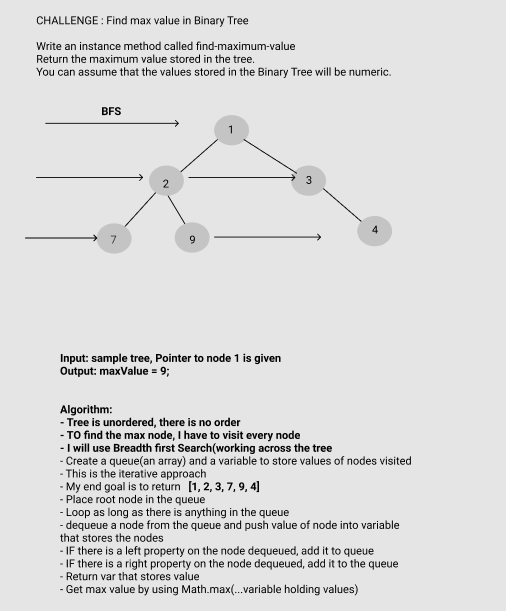 CHALLENGE : Find max value in Binary Tree
Write an instance method called find-maximum-value
Return the maximum value stored in the tree.
You can assume that the values stored in the Binary Tree will be numeric.
BFS
1
2
3
7
9
4
Input: sample tree, Pointer to node 1 is given
Output: maxValue = 9;
Algorithm:
- Tree is unordered, there is no order
- TO find the max node, I have to visit every node
- I will use Breadth first Search(working across the tree
- Create a queue(an array) and a variable to store values of nodes visited
- This is the iterative approach
- My end goal is to return [1, 2, 3, 7, 9, 4]
- Place root node in the queue
- Loop as long as there is anything in the queue
- dequeue a node from the queue and push value of node into variable
that stores the nodes
- IF there is a left property on the node dequeued, add it to queue
- IF there is a right property on the node dequeued, add it to the queue
- Return var that stores value
- Get max value by using Math.max(...variable holding values)